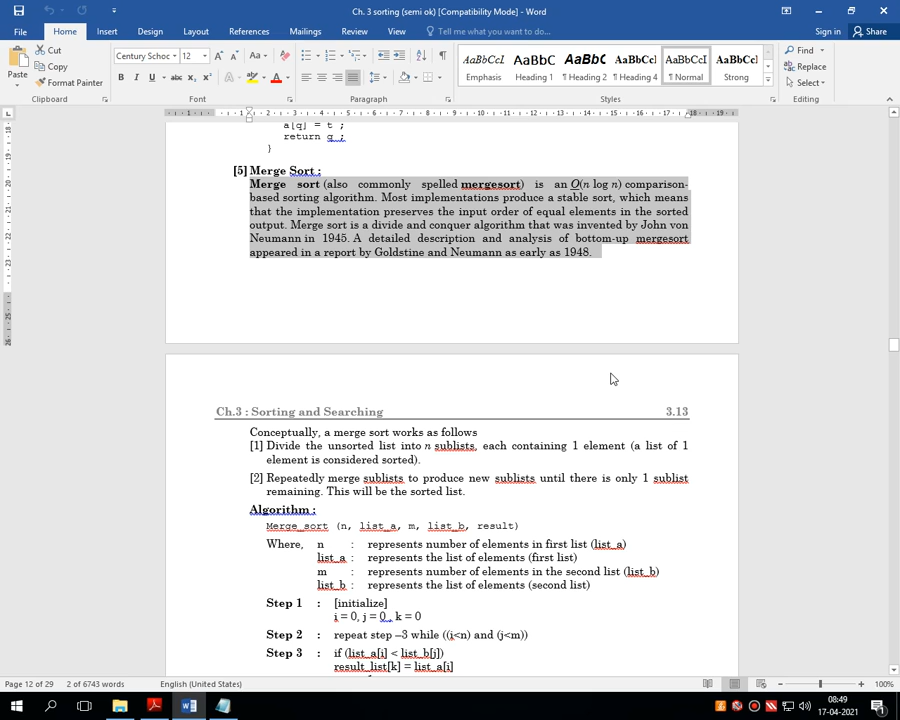 Ch. 3 sorting (semi ok) [Compatibility Mode] - Word
File Home Insert Design Layout References Mailings Review View Tell me what you want to do... Sign in Share
Paste
Cut
Copy
Format Painter
Clipboard
Century Schoc 12
B I U abc X₂ X²
Font
Paragraph
AaBbCcL AaBbC AaBbC AaBbCcl AaBbCcI AaBbCcl
Emphasis Heading 1 ¶ Heading 2 ¶ Heading 4 ¶ Normal Strong
Styles
Find
Replace
Select
Editing
a[q] = t ;
return q ;
}
[5] Merge Sort :
Merge sort (also commonly spelled mergesort) is an O(n log n) comparison-
based sorting algorithm. Most implementations produce a stable sort, which means
that the implementation preserves the input order of equal elements in the sorted
output. Merge sort is a divide and conquer algorithm that was invented by John von
Neumann in 1945. A detailed description and analysis of bottom-up mergesort
appeared in a report by Goldstine and Neumann as early as 1948.
Ch.3 : Sorting and Searching 3.13
Conceptually, a merge sort works as follows
[1] Divide the unsorted list into n sublists, each containing 1 element (a list of 1
element is considered sorted).
[2] Repeatedly merge sublists to produce new sublists until there is only 1 sublist
remaining. This will be the sorted list.
Algorithm :
Merge_sort (n, list_a, m, list_b, result)
Where, n : represents number of elements in first list (list_a)
list_a : represents the list of elements (first list)
m : represents number of elements in the second list (list_b)
list_b : represents the list of elements (second list)
Step 1 : [initialize]
i = 0, j = 0, k = 0
Step 2 : repeat step –3 while ((i<n) and (j<m))
Step 3 : if (list_a[i] < list_b[j])
result_list[k] = list_a[i]
Page 12 of 29 2 of 6743 words English (United States) 100%
08:49
17-04-2021